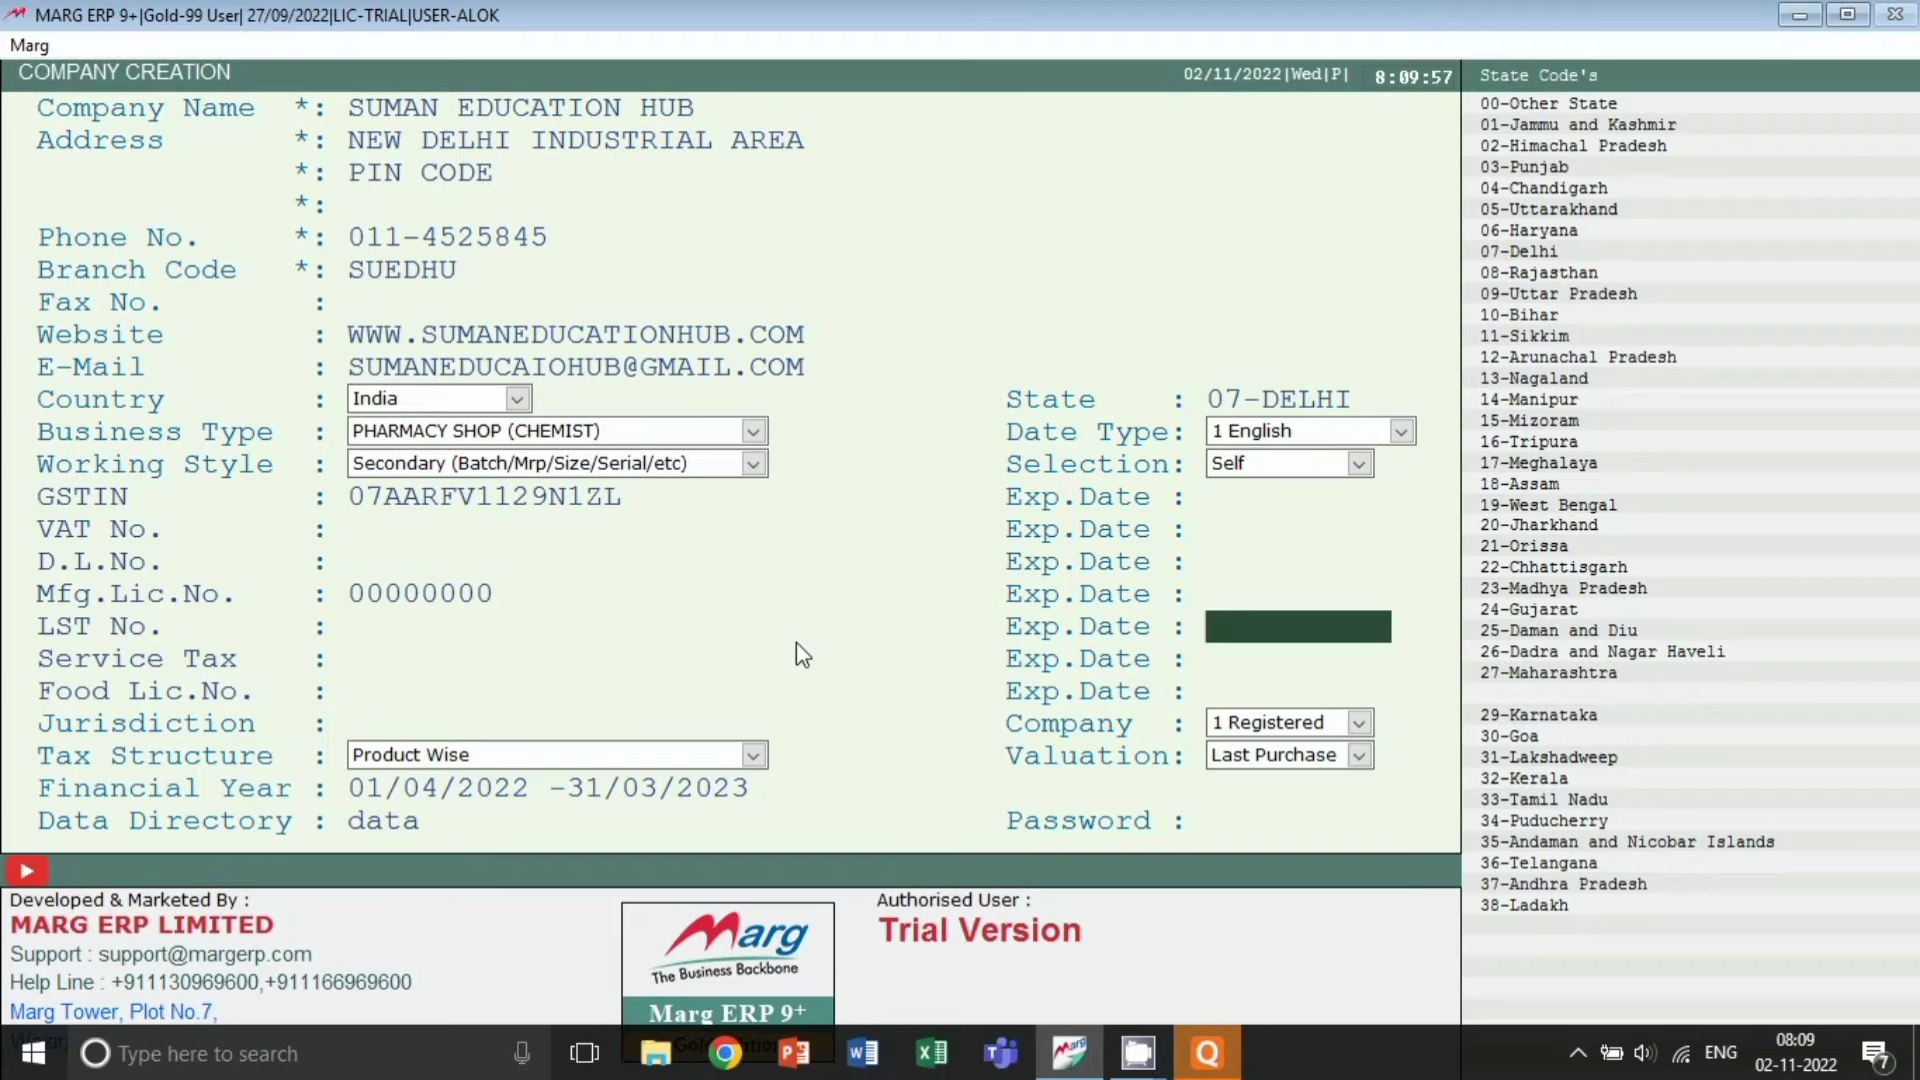 MARG ERP 9+|Gold-99 User| 27/09/2022|LIC-TRIAL|USER-ALOK
Marg
COMPANY CREATION 02/11/2022|Wed|P| 8:09:57
Company Name *: SUMAN EDUCATION HUB
Address *: NEW DELHI INDUSTRIAL AREA
*: PIN CODE
*:
Phone No. *: 011-4525845
Branch Code *: SUEDHU
Fax No. :
Website : WWW.SUMANEDUCATIONHUB.COM
E-Mail : SUMANEDUCAIOHUB@GMAIL.COM
Country : India State : 07-DELHI
Business Type : PHARMACY SHOP (CHEMIST) Date Type: 1 English
Working Style : Secondary (Batch/Mrp/Size/Serial/etc) Selection: Self
GSTIN : 07AARFV1129N1ZL Exp.Date :
VAT No. : Exp.Date :
D.L.No. : Exp.Date :
Mfg.Lic.No. : 00000000 Exp.Date :
LST No. : Exp.Date :
Service Tax : Exp.Date :
Food Lic.No. : Exp.Date :
Jurisdiction : Company : 1 Registered
Tax Structure : Product Wise Valuation: Last Purchase
Financial Year : 01/04/2022 -31/03/2023
Data Directory : data Password :
State Code's
00-Other State
01-Jammu and Kashmir
02-Himachal Pradesh
03-Punjab
04-Chandigarh
05-Uttarakhand
06-Haryana
07-Delhi
08-Rajasthan
09-Uttar Pradesh
10-Bihar
11-Sikkim
12-Arunachal Pradesh
13-Nagaland
14-Manipur
15-Mizoram
16-Tripura
17-Meghalaya
18-Assam
19-West Bengal
20-Jharkhand
21-Orissa
22-Chhattisgarh
23-Madhya Pradesh
24-Gujarat
25-Daman and Diu
26-Dadra and Nagar Haveli
27-Maharashtra
29-Karnataka
30-Goa
31-Lakshadweep
32-Kerala
33-Tamil Nadu
34-Puducherry
35-Andaman and Nicobar Islands
36-Telangana
37-Andhra Pradesh
38-Ladakh
Developed & Marketed By :
MARG ERP LIMITED
Support : support@margerp.com
Help Line : +911130969600,+911166969600
Marg Tower, Plot No.7,
Marg
The Business Backbone
Marg ERP 9+
Authorised User :
Trial Version
Type here to search
ENG
08:09
02-11-2022
7